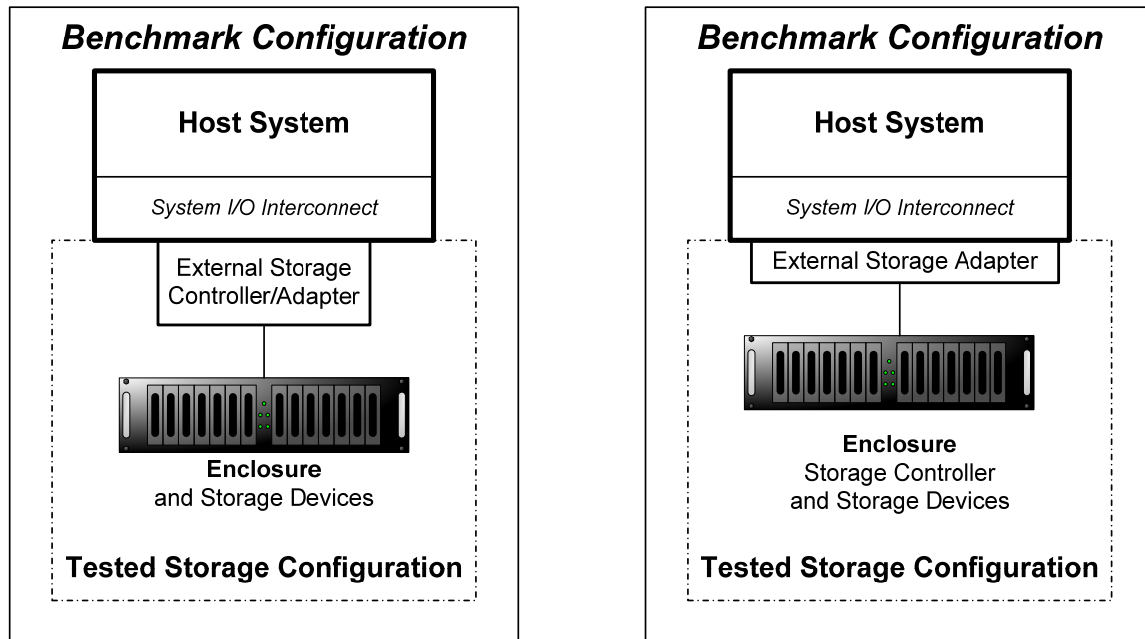 Benchmark Configuration
Host System
System I/O Interconnect
External Storage
Controller/Adapter
Enclosure
and Storage Devices
Tested Storage Configuration
Benchmark Configuration
Host System
System I/O Interconnect
External Storage Adapter
Enclosure
Storage Controller
and Storage Devices
Tested Storage Configuration